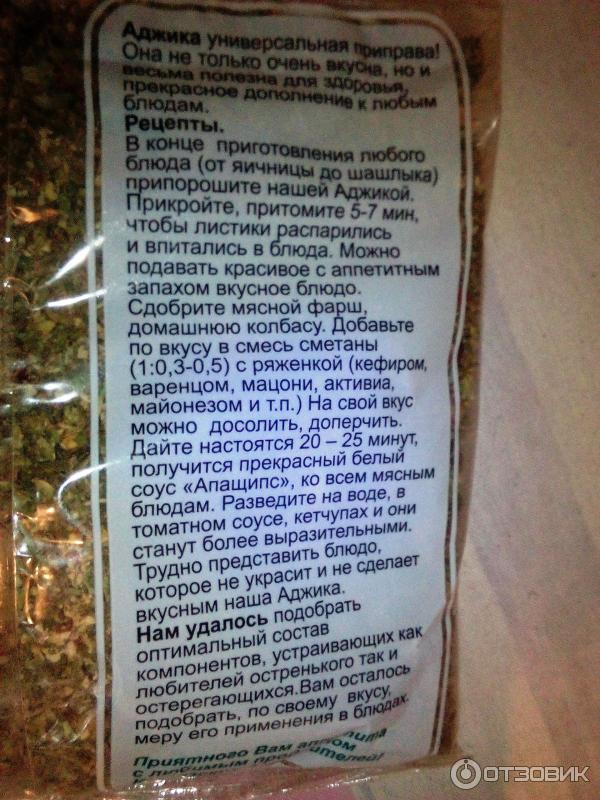 Аджика универсальная приправа!
Она не только очень вкусна, но и
весьма полезна для здоровья,
прекрасное дополнение к любым
блюдам.
Рецепты.
В конце приготовления любого
блюда (от яичницы до шашлыка)
припорошите нашей Аджикой.
Прикройте, притомите 5-7 мин,
чтобы листики распарились
и впитались в блюда. Можно
подавать красивое с аппетитным
запахом вкусное блюдо.
Сдобрите мясной фарш,
домашнюю колбасу. Добавьте
по вкусу в смесь сметаны
(1:0,3-0,5) с ряженкой (кефиром,
варенцом, мацони, активиа,
майонезом и т.п.) На свой вкус
можно досолить, доперчить.
Дайте настоятся 20 – 25 минут,
получится прекрасный белый
соус «Апащипс», ко всем мясным
блюдам. Разведите на воде, в
томатном соусе, кетчупах и они
станут более выразительными.
Трудно представить блюдо,
которое не украсит и не сделает
вкусным наша Аджика.
Нам удалось подобрать
оптимальный состав
компонентов, устраивающих как
любителей остренького так и
остерегающихся.Вам осталось
подобрать, по своему вкусу,
меру его применения в блюдах.
Приятного Вам аппетита
с любимым
ОТЗОВИК